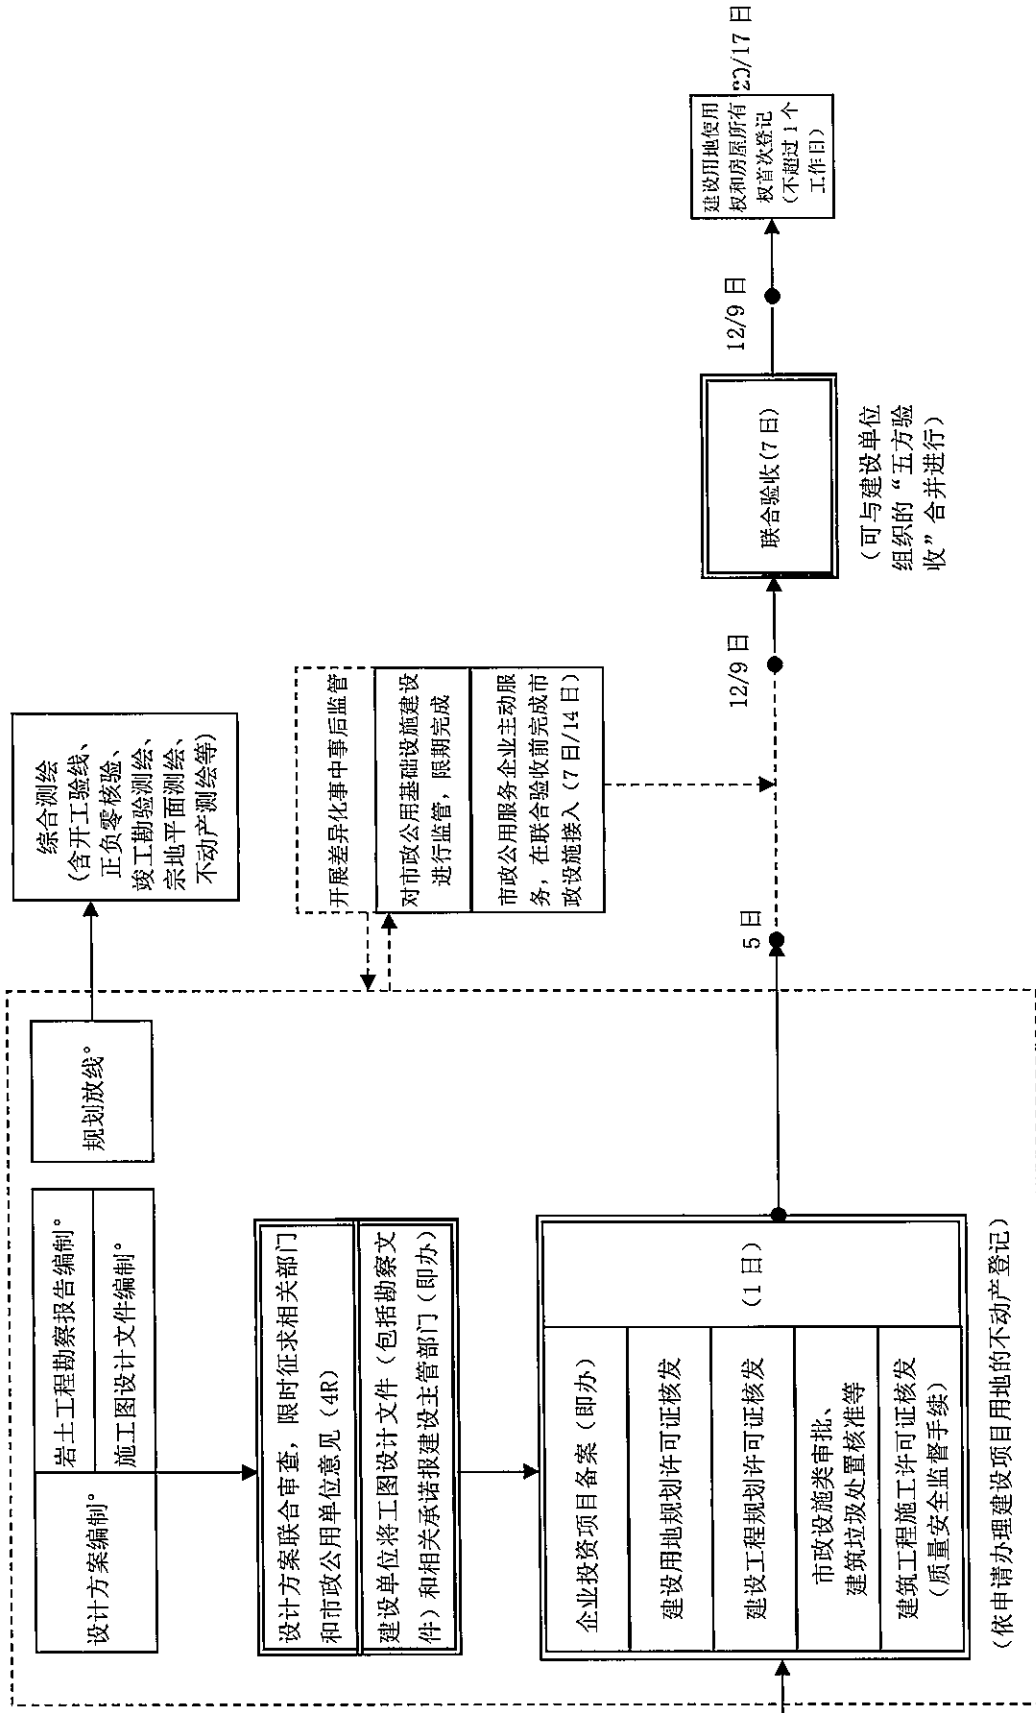 设计方案编制°
岩土工程勘察报告编制°
施工图设计文件编制°
规划放线°
综合测绘
(含开工验线、
正负零核验、
竣工勘验测绘、
宗地平面测绘、
不动产测绘等)
设计方案联合审查，限时征求相关部门
和市政公用单位意见（4R）
建设单位将工图设计文件（包括勘察文
件）和相关承诺报建设主管部门（即办）
开展差异化事中事后监管
对市政公用基础设施建设
进行监管，限期完成
市政公用服务企业主动服
务，在联合验收前完成市
政设施接入（7日/14日）
企业投资项目备案（即办）
建设用地规划许可证核发
建设工程规划许可证核发
市政设施类审批、
建筑垃圾处置核准等
建筑工程施工许可证核发
（质量安全监督手续）
（1日）
（依申请办理建设项目用地的不动产登记）
5日
12/9日
联合验收(7日)
（可与建设单位
组织的“五方验
收”合并进行）
12/9日
建设用地使用
权和房屋所有
权首次登记
（不超过1个
工作日）
20/17日